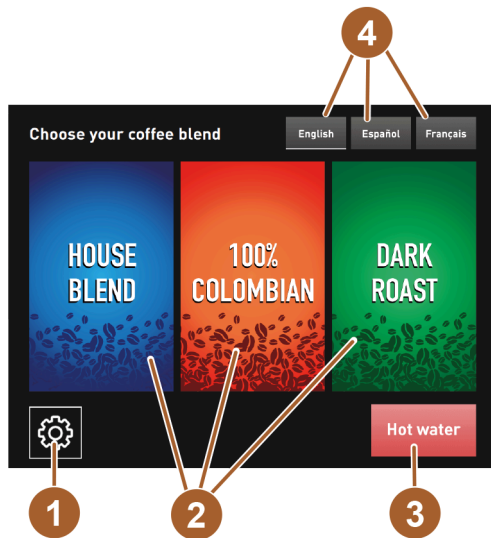 4
Choose your coffee blend
English
Español
Français
HOUSE
BLEND
100%
COLOMBIAN
DARK
ROAST
Hot water
1
2
3